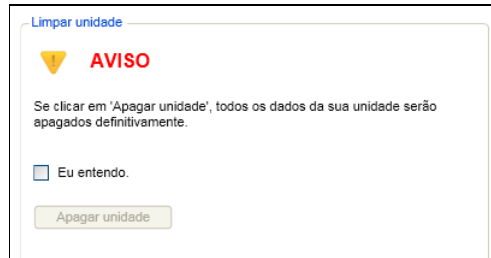 Limpar unidade
AVISO
Se clicar em 'Apagar unidade', todos os dados da sua unidade serão
apagados definitivamente.
Eu entendo.
Apagar unidade